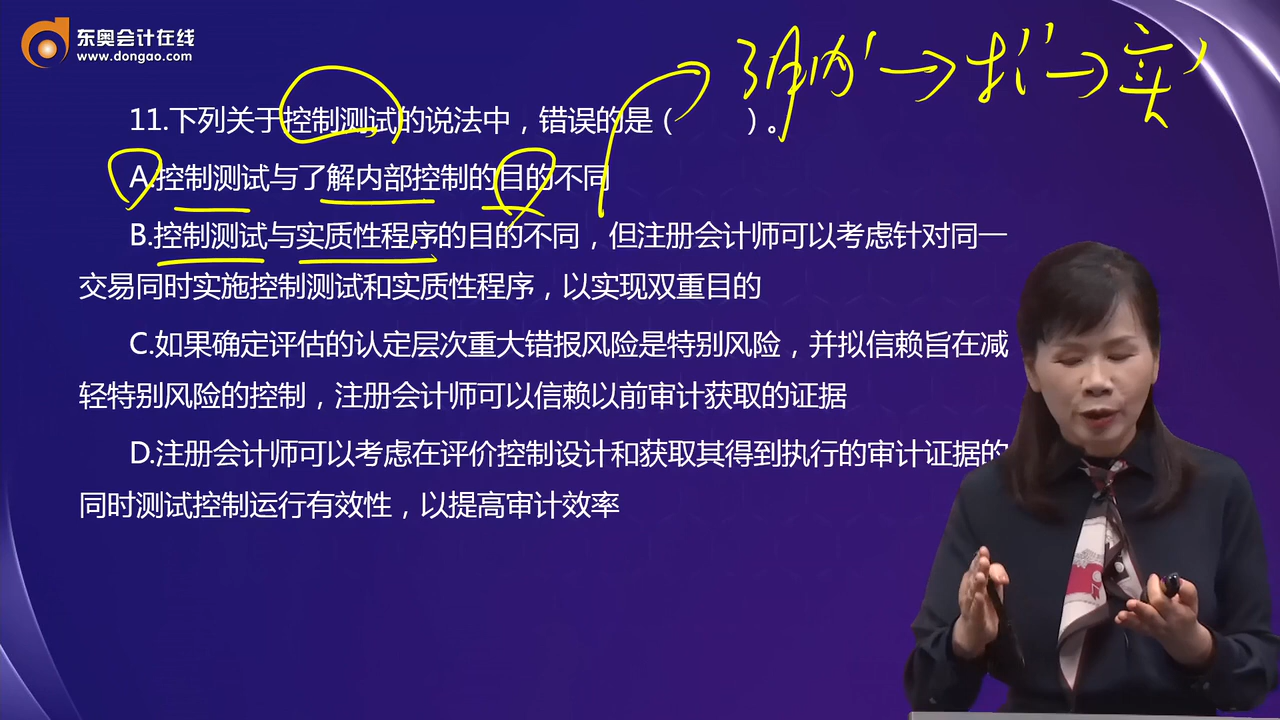 东奥会计在线
www.dongao.com
11.下列关于控制测试的说法中，错误的是（　　）。
A.控制测试与了解内部控制的目的不同
B.控制测试与实质性程序的目的不同，但注册会计师可以考虑针对同一
交易同时实施控制测试和实质性程序，以实现双重目的
C.如果确定评估的认定层次重大错报风险是特别风险，并拟信赖旨在减
轻特别风险的控制，注册会计师可以信赖以前审计获取的证据
D.注册会计师可以考虑在评价控制设计和获取其得到执行的审计证据的
同时测试控制运行有效性，以提高审计效率